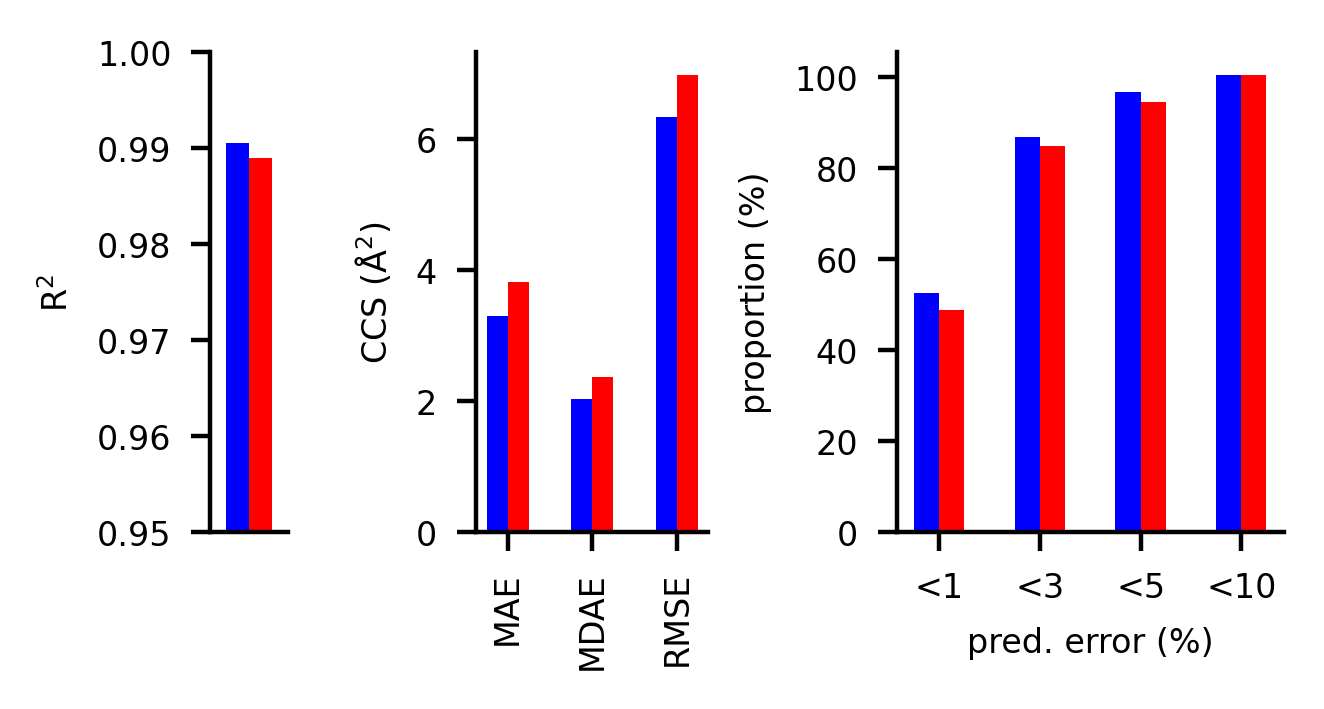 R²
1.00
0.99
0.98
0.97
0.96
0.95
CCS (Å²)
6
4
2
0
MAE
MDAE
RMSE
proportion (%)
100
80
60
40
20
0
<1 <3 <5 <10
pred. error (%)